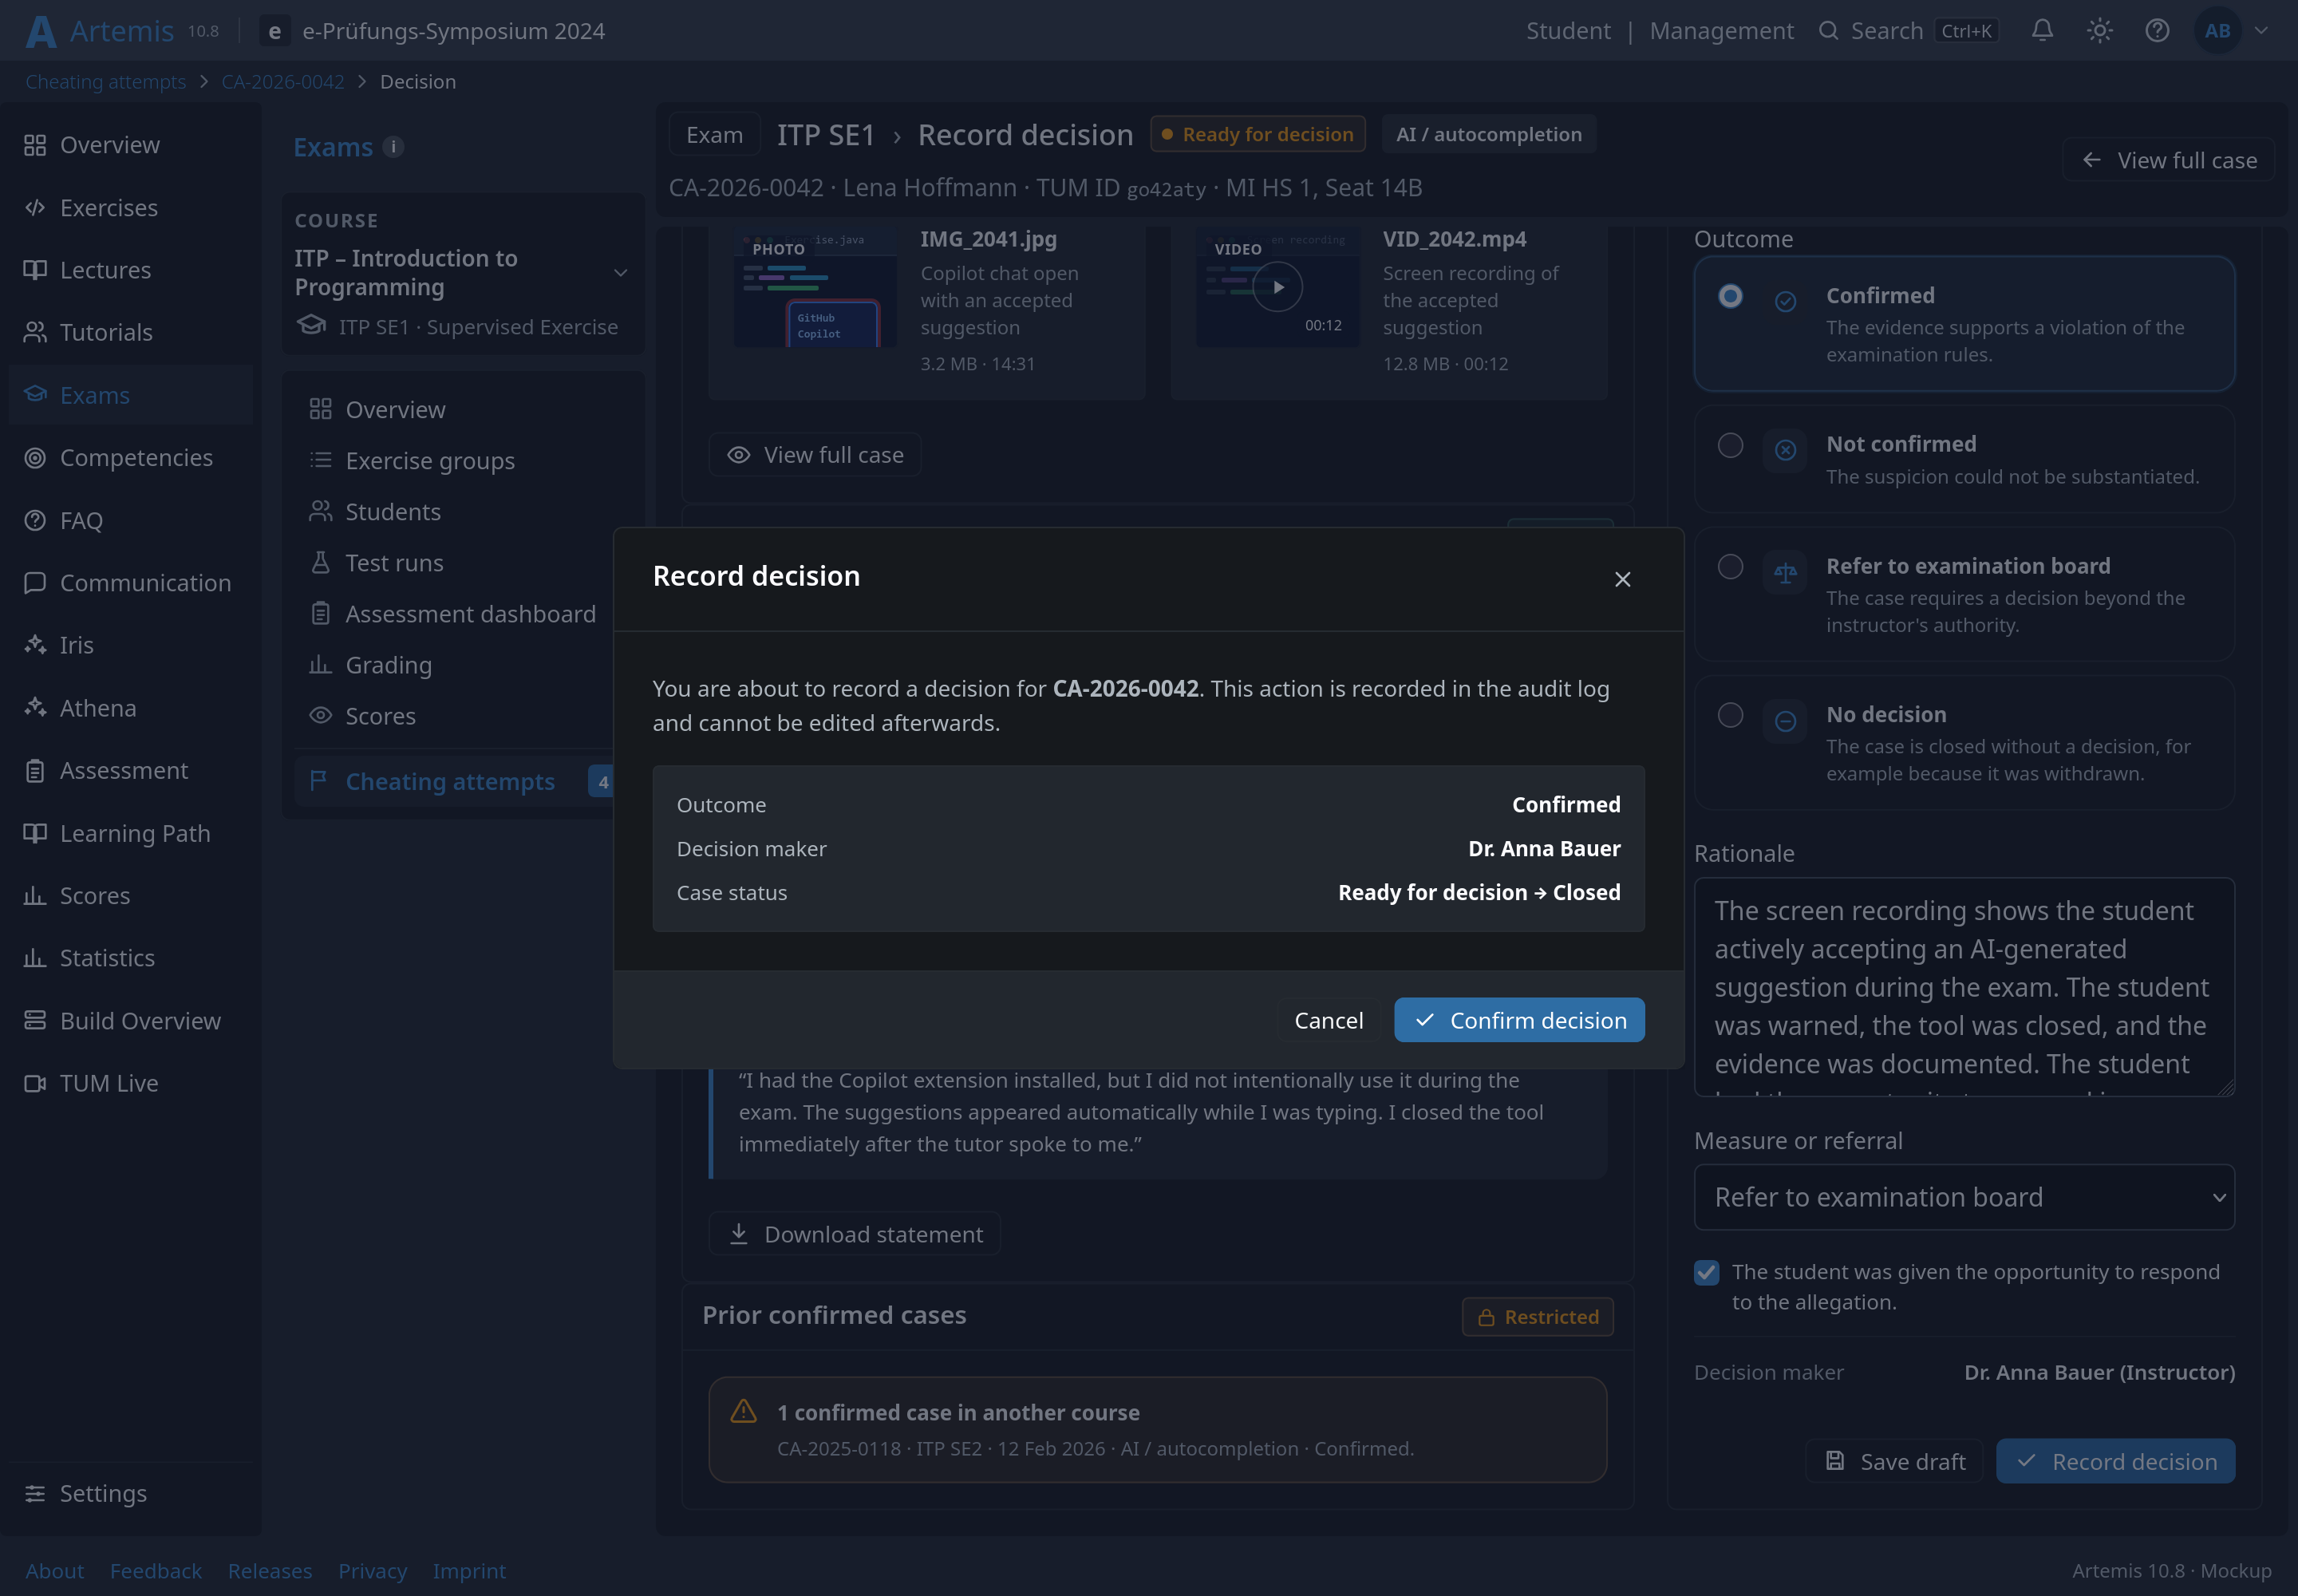 Artemis 10.8
e e-Prüfungs-Symposium 2024
Student | Management
Search Ctrl+K
AB
Cheating attempts > CA-2026-0042 > Decision
Overview
Exercises
Lectures
Tutorials
Exams
Competencies
FAQ
Communication
Iris
Athena
Assessment
Learning Path
Scores
Statistics
Build Overview
TUM Live
Settings
Exams
COURSE
ITP – Introduction to
Programming
ITP SE1 · Supervised Exercise
Overview
Exercise groups
Students
Test runs
Assessment dashboard
Grading
Scores
Cheating attempts 4
Exam ITP SE1 › Record decision Ready for decision AI / autocompletion
CA-2026-0042 · Lena Hoffmann · TUM ID go42aty · MI HS 1, Seat 14B
View full case
PHOTO
GitHub
Copilot
IMG_2041.jpg
Copilot chat open
with an accepted
suggestion
3.2 MB · 14:31
VIDEO
recording
00:12
VID_2042.mp4
Screen recording of
the accepted
suggestion
12.8 MB · 00:12
View full case
Record decision
You are about to record a decision for CA-2026-0042. This action is recorded in the audit log
and cannot be edited afterwards.
Outcome Confirmed
Decision maker Dr. Anna Bauer
Case status Ready for decision → Closed
Cancel
Confirm decision
“I had the Copilot extension installed, but I did not intentionally use it during the
exam. The suggestions appeared automatically while I was typing. I closed the tool
immediately after the tutor spoke to me.”
Download statement
Prior confirmed cases
Restricted
1 confirmed case in another course
CA-2025-0118 · ITP SE2 · 12 Feb 2026 · AI / autocompletion · Confirmed.
Outcome
Confirmed
The evidence supports a violation of the
examination rules.
Not confirmed
The suspicion could not be substantiated.
Refer to examination board
The case requires a decision beyond the
instructor's authority.
No decision
The case is closed without a decision, for
example because it was withdrawn.
Rationale
The screen recording shows the student
actively accepting an AI-generated
suggestion during the exam. The student
was warned, the tool was closed, and the
evidence was documented. The student
Measure or referral
Refer to examination board
The student was given the opportunity to respond
to the allegation.
Decision maker Dr. Anna Bauer (Instructor)
Save draft
Record decision
About Feedback Releases Privacy Imprint
Artemis 10.8 · Mockup